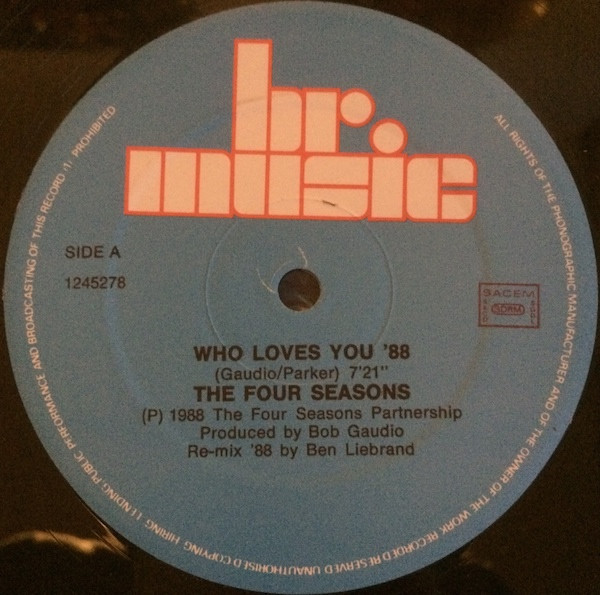 br.
music
SIDE A
1245278
SACEM
SDRM
WHO LOVES YOU '88
(Gaudio/Parker) 7'21"
THE FOUR SEASONS
(P) 1988 The Four Seasons Partnership
Produced by Bob Gaudio
Re-mix '88 by Ben Liebrand
ALL RIGHTS OF THE PHONOGRAPHIC MANUFACTURER AND OF THE OWNER OF THE WORK RECORDED RESERVED UNAUTHORISED COPYING HIRING LENDING PUBLIC PERFORMANCE AND BROADCASTING OF THIS RECORD :1: PROHIBITED